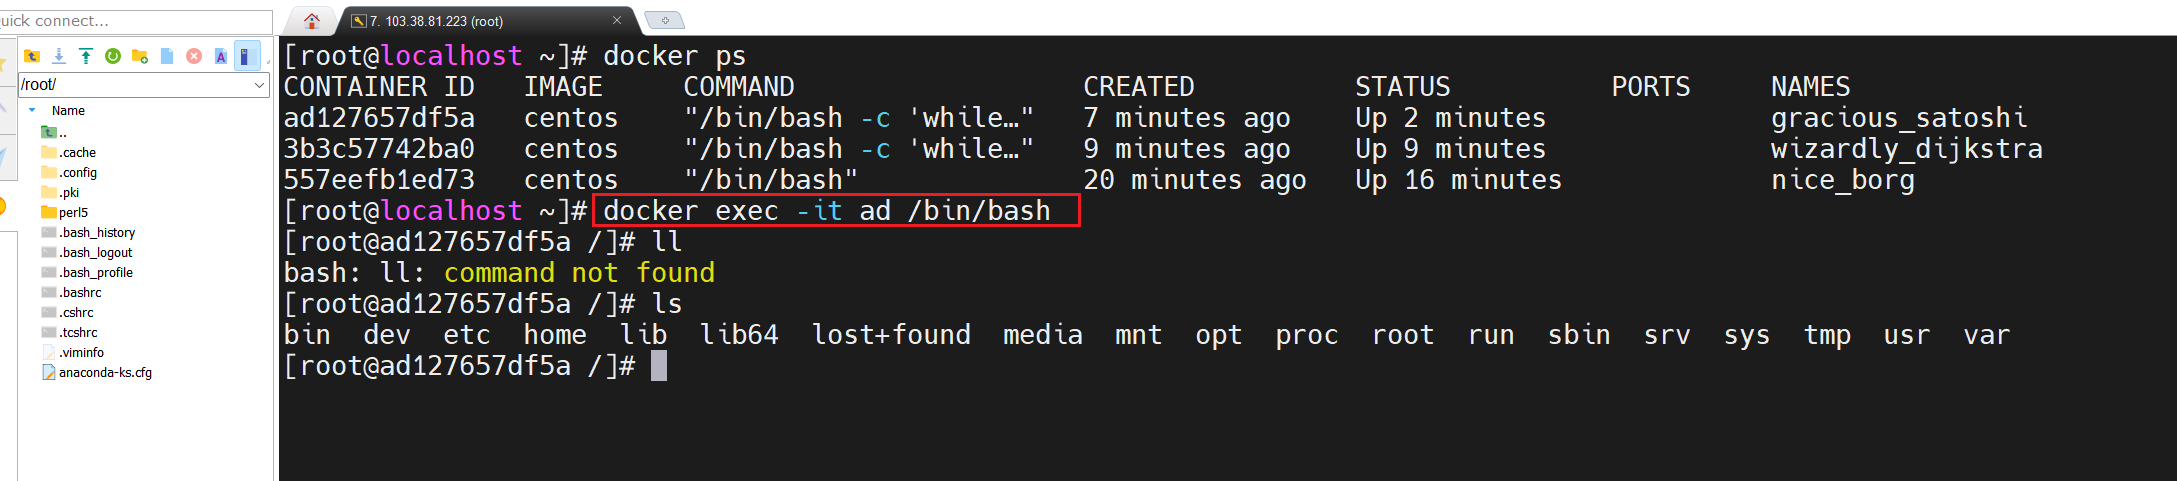 Quick connect...
7. 103.38.81.223 (root)
/root/
Name
..
.cache
.config
.pki
perl5
.bash_history
.bash_logout
.bash_profile
.bashrc
.cshrc
.tcshrc
.viminfo
anaconda-ks.cfg
[root@localhost ~]# docker ps
CONTAINER ID   IMAGE     COMMAND                  CREATED          STATUS          PORTS     NAMES
ad127657df5a   centos    "/bin/bash -c 'while…"   7 minutes ago    Up 2 minutes              gracious_satoshi
3b3c57742ba0   centos    "/bin/bash -c 'while…"   9 minutes ago    Up 9 minutes              wizardly_dijkstra
557eefb1ed73   centos    "/bin/bash"              20 minutes ago   Up 16 minutes             nice_borg
[root@localhost ~]# docker exec -it ad /bin/bash
[root@ad127657df5a /]# ll
bash: ll: command not found
[root@ad127657df5a /]# ls
bin  dev  etc  home  lib  lib64  lost+found  media  mnt  opt  proc  root  run  sbin  srv  sys  tmp  usr  var
[root@ad127657df5a /]#